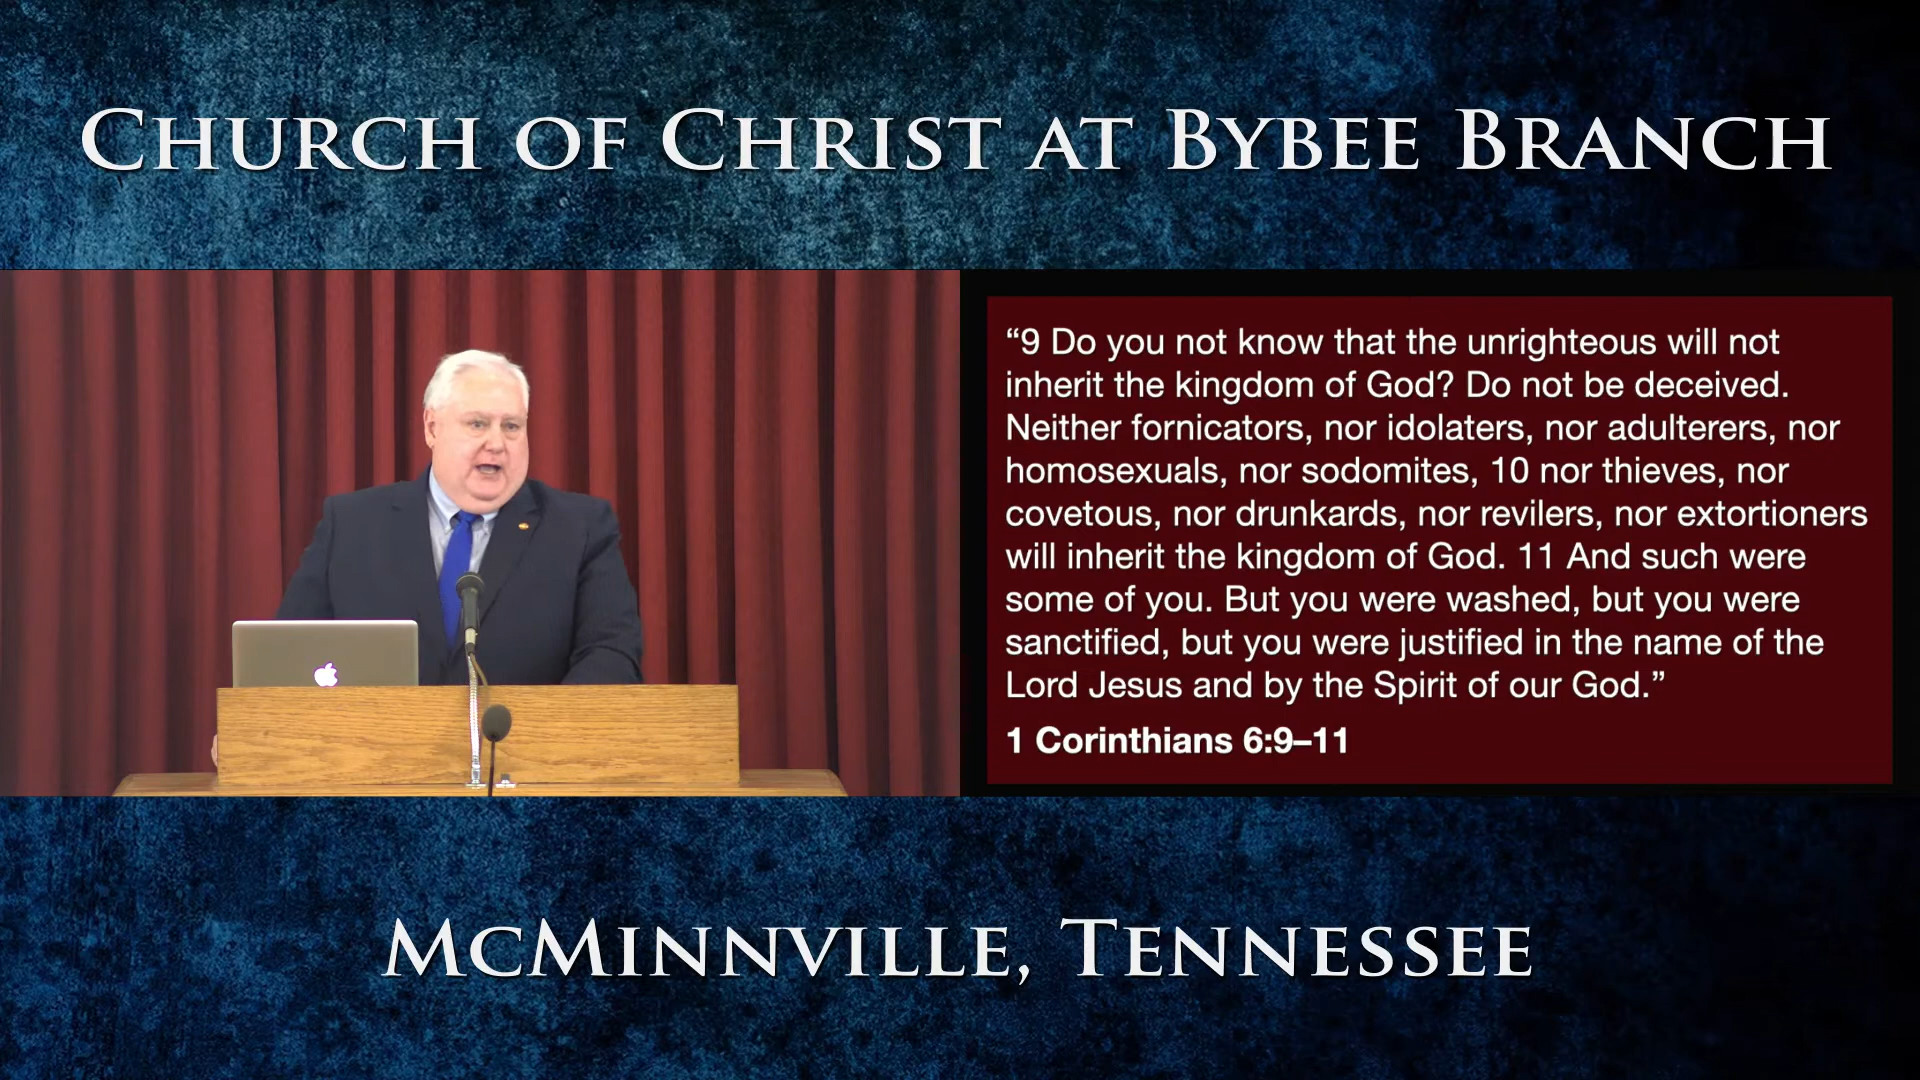 Church of Christ at Bybee Branch
“9 Do you not know that the unrighteous will not
inherit the kingdom of God? Do not be deceived.
Neither fornicators, nor idolaters, nor adulterers, nor
homosexuals, nor sodomites, 10 nor thieves, nor
covetous, nor drunkards, nor revilers, nor extortioners
will inherit the kingdom of God. 11 And such were
some of you. But you were washed, but you were
sanctified, but you were justified in the name of the
Lord Jesus and by the Spirit of our God.”
1 Corinthians 6:9–11
McMinnville, Tennessee